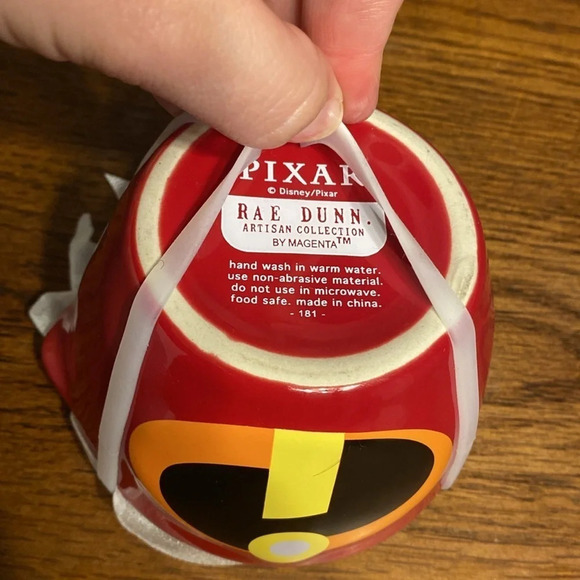 PIXAR
© Disney/Pixar
RAE DUNN.
ARTISAN COLLECTION
BY MAGENTA™
hand wash in warm water.
use non-abrasive material.
do not use in microwave.
food safe. made in china.
- 181 -